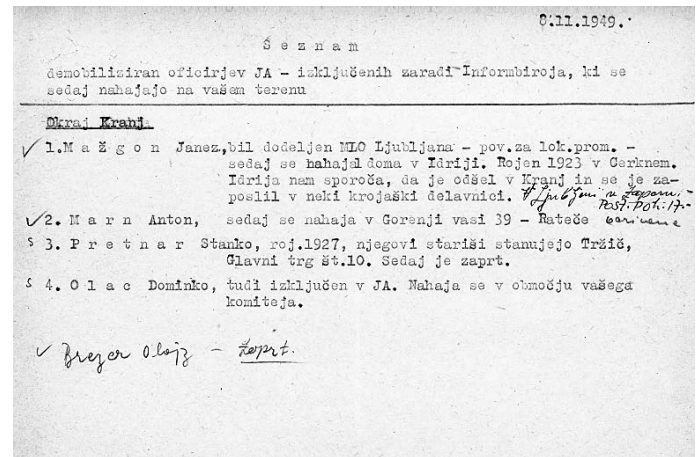 8.11.1949.
S e z n a m
demobiliziran oficirjev JA - izključenih zaradi Informbiroja, ki se
sedaj nahajajo na vašem terenu
Okraj Kranj.
✓ 1.M a ž g o n Janez,bil dodeljen MLO Ljubljana - pov.za lok.prom. -
sedaj se nahajal doma v Idriji. Rojen 1923 v Cerknem.
Idrija nam sporoča, da je odšel v Kranj in se je za-
poslil v neki krojaški delavnici. V Ljubljani v
✓ 2. M a r n Anton, sedaj se nahaja v Gorenji vasi 39 - Rateče
s 3. P r e t n a r Stanko, roj.1927, njegovi stariši stanujejo Tržič,
Glavni trg št.10. Sedaj je zaprt.
s 4. O l a c Dominko, tudi izključen v JA. Nahaja se v območju vašega
komiteja.
✓ Brezar Olojz - zaprt.